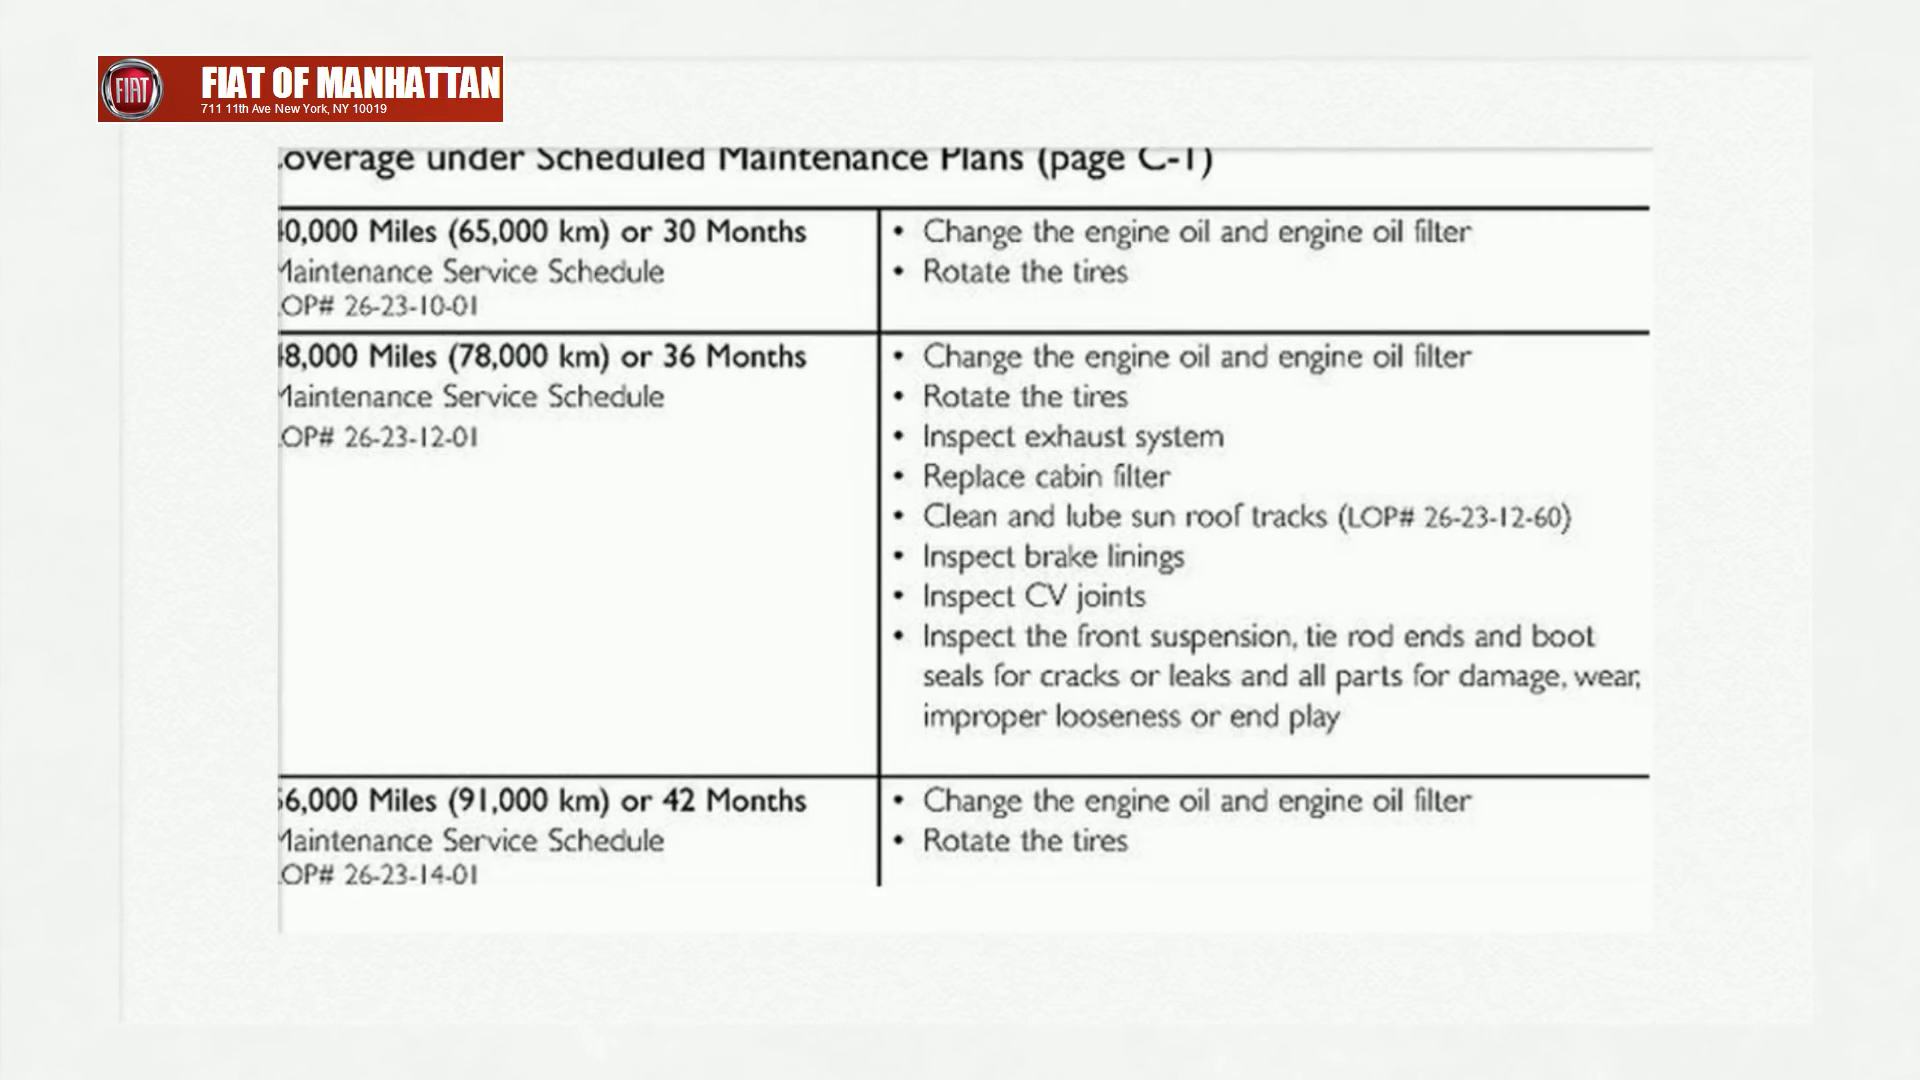 FIAT
FIAT OF MANHATTAN
711 11th Ave New York, NY 10019
overage under Scheduled Maintenance Plans (page C-1)
0,000 Miles (65,000 km) or 30 Months
Maintenance Service Schedule
OP# 26-23-10-01
• Change the engine oil and engine oil filter
• Rotate the tires
8,000 Miles (78,000 km) or 36 Months
Maintenance Service Schedule
OP# 26-23-12-01
• Change the engine oil and engine oil filter
• Rotate the tires
• Inspect exhaust system
• Replace cabin filter
• Clean and lube sun roof tracks (LOP# 26-23-12-60)
• Inspect brake linings
• Inspect CV joints
• Inspect the front suspension, tie rod ends and boot
seals for cracks or leaks and all parts for damage, wear,
improper looseness or end play
6,000 Miles (91,000 km) or 42 Months
Maintenance Service Schedule
OP# 26-23-14-01
• Change the engine oil and engine oil filter
• Rotate the tires